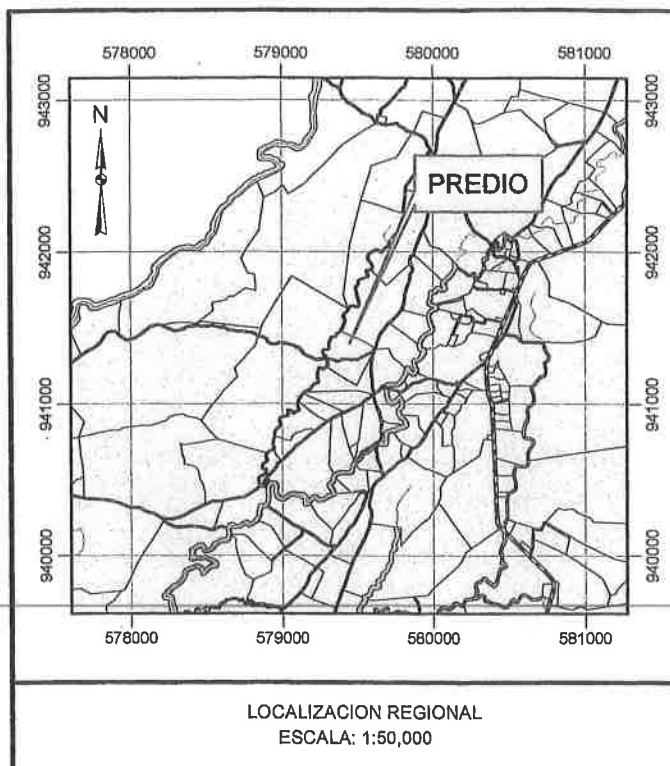 578000 579000 580000 581000
943000 943000
N
PREDIO
942000 942000
941000 941000
940000 940000
578000 579000 580000 581000
LOCALIZACION REGIONAL
ESCALA: 1:50,000